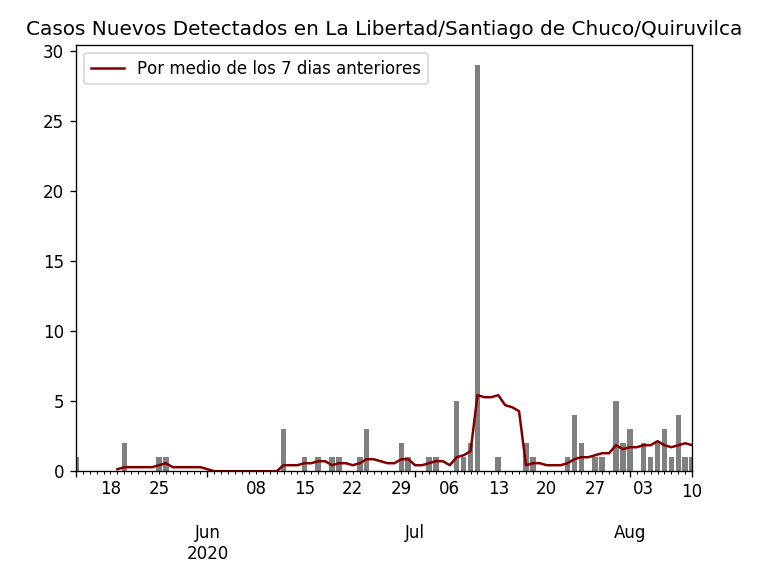 Casos Nuevos Detectados en La Libertad/Santiago de Chuco/Quiruvilca
Por medio de los 7 dias anteriores
30
25
20
15
10
5
0
18 25 08 15 22 29 06 13 20 27 03 10
Jun Jul Aug
2020